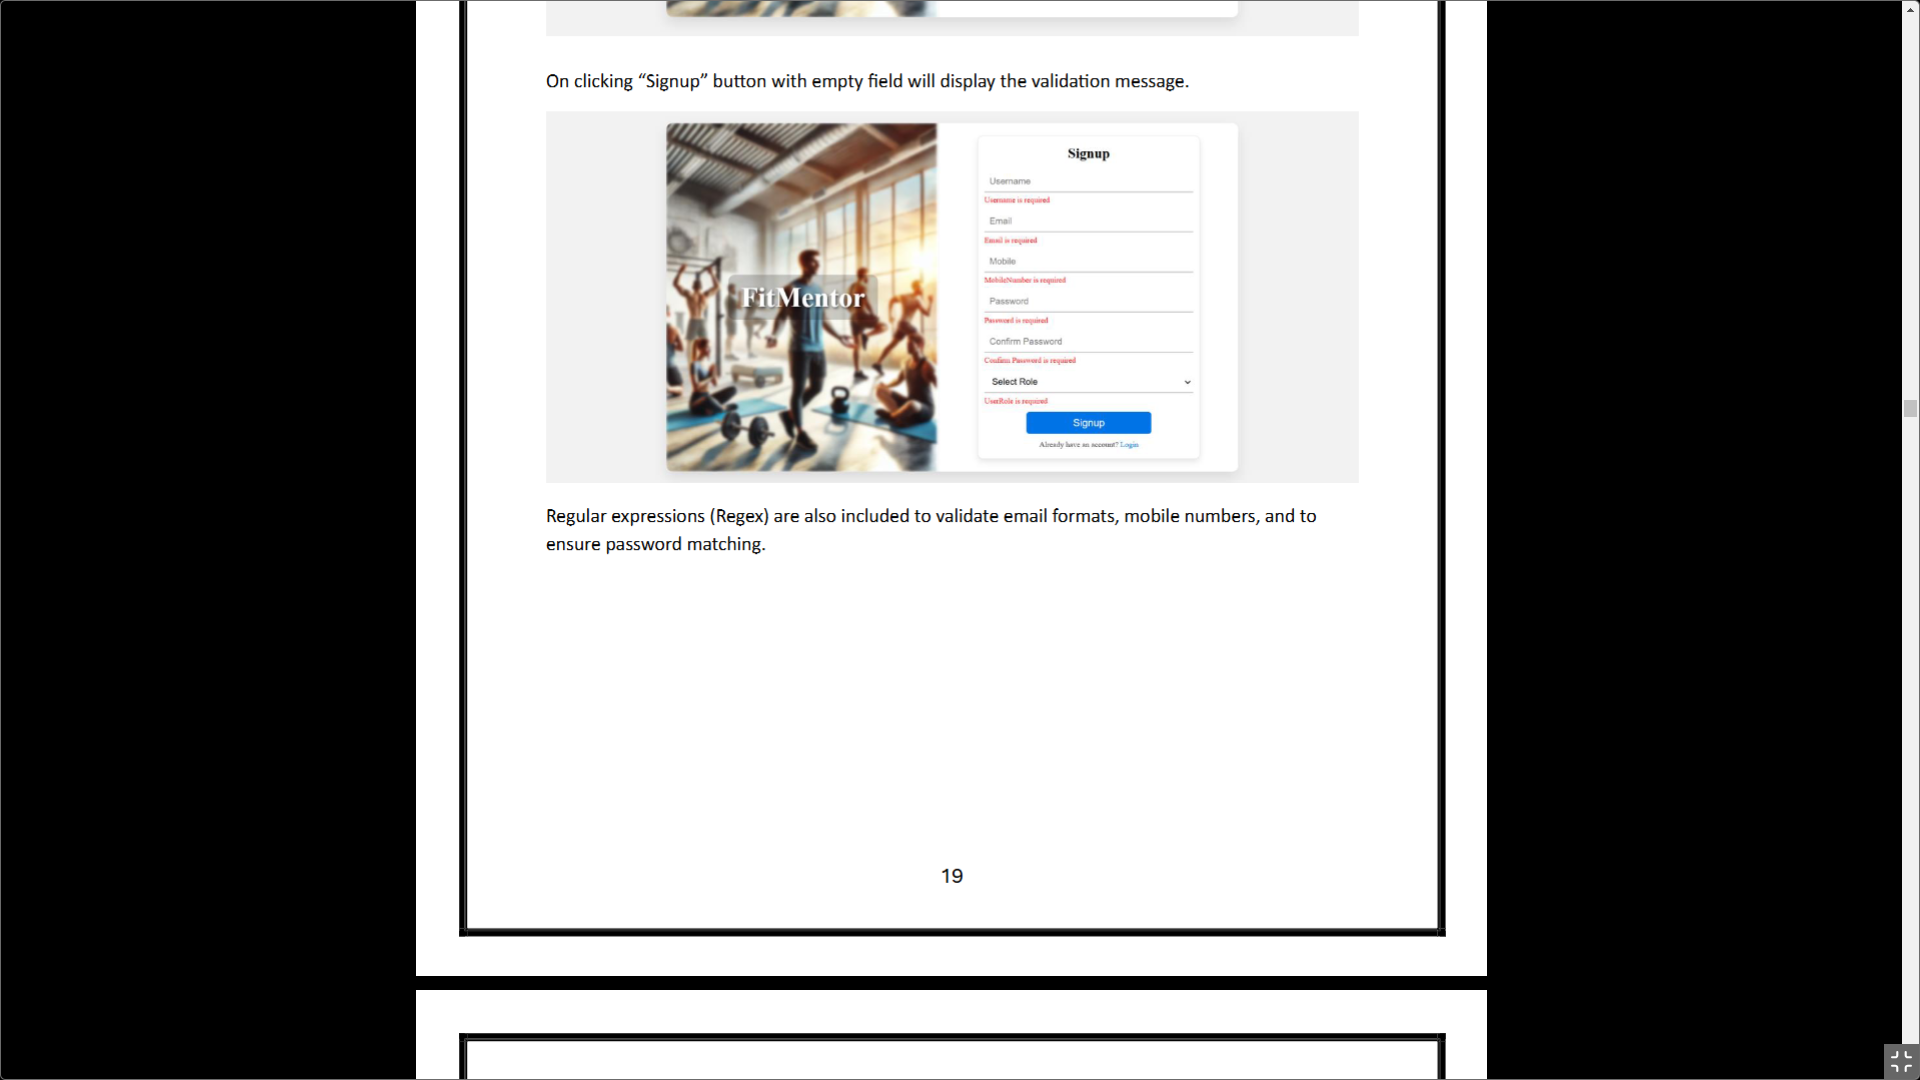 On clicking “Signup” button with empty field will display the validation message.
FitMentor
Signup
Username
Username is required
Email
Email is required
Mobile
MobileNumber is required
Password
Password is required
Confirm Password
Confirm Password is required
Select Role
UserRole is required
Signup
Already have an account? Login
Regular expressions (Regex) are also included to validate email formats, mobile numbers, and to
ensure password matching.
19